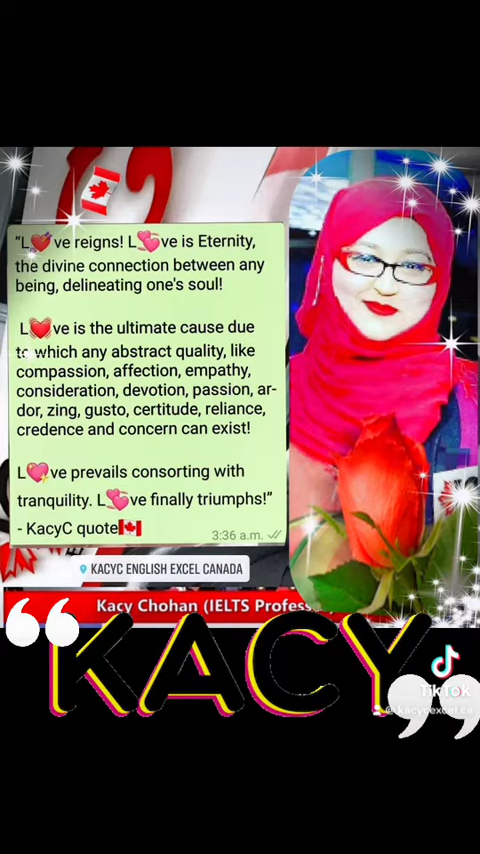 “L💓ve reigns! L💞ve is Eternity,
the divine connection between any
being, delineating one's soul!
L💓ve is the ultimate cause due
to which any abstract quality, like
compassion, affection, empathy,
consideration, devotion, passion, ar-
dor, zing, gusto, certitude, reliance,
credence and concern can exist!
L💖ve prevails consorting with
tranquility. L💞ve finally triumphs!”
- KacyC quote🇨🇦
3:36 a.m.
KACYC ENGLISH EXCEL CANADA
Kacy Chohan (IELTS
“KACY”
TikTok